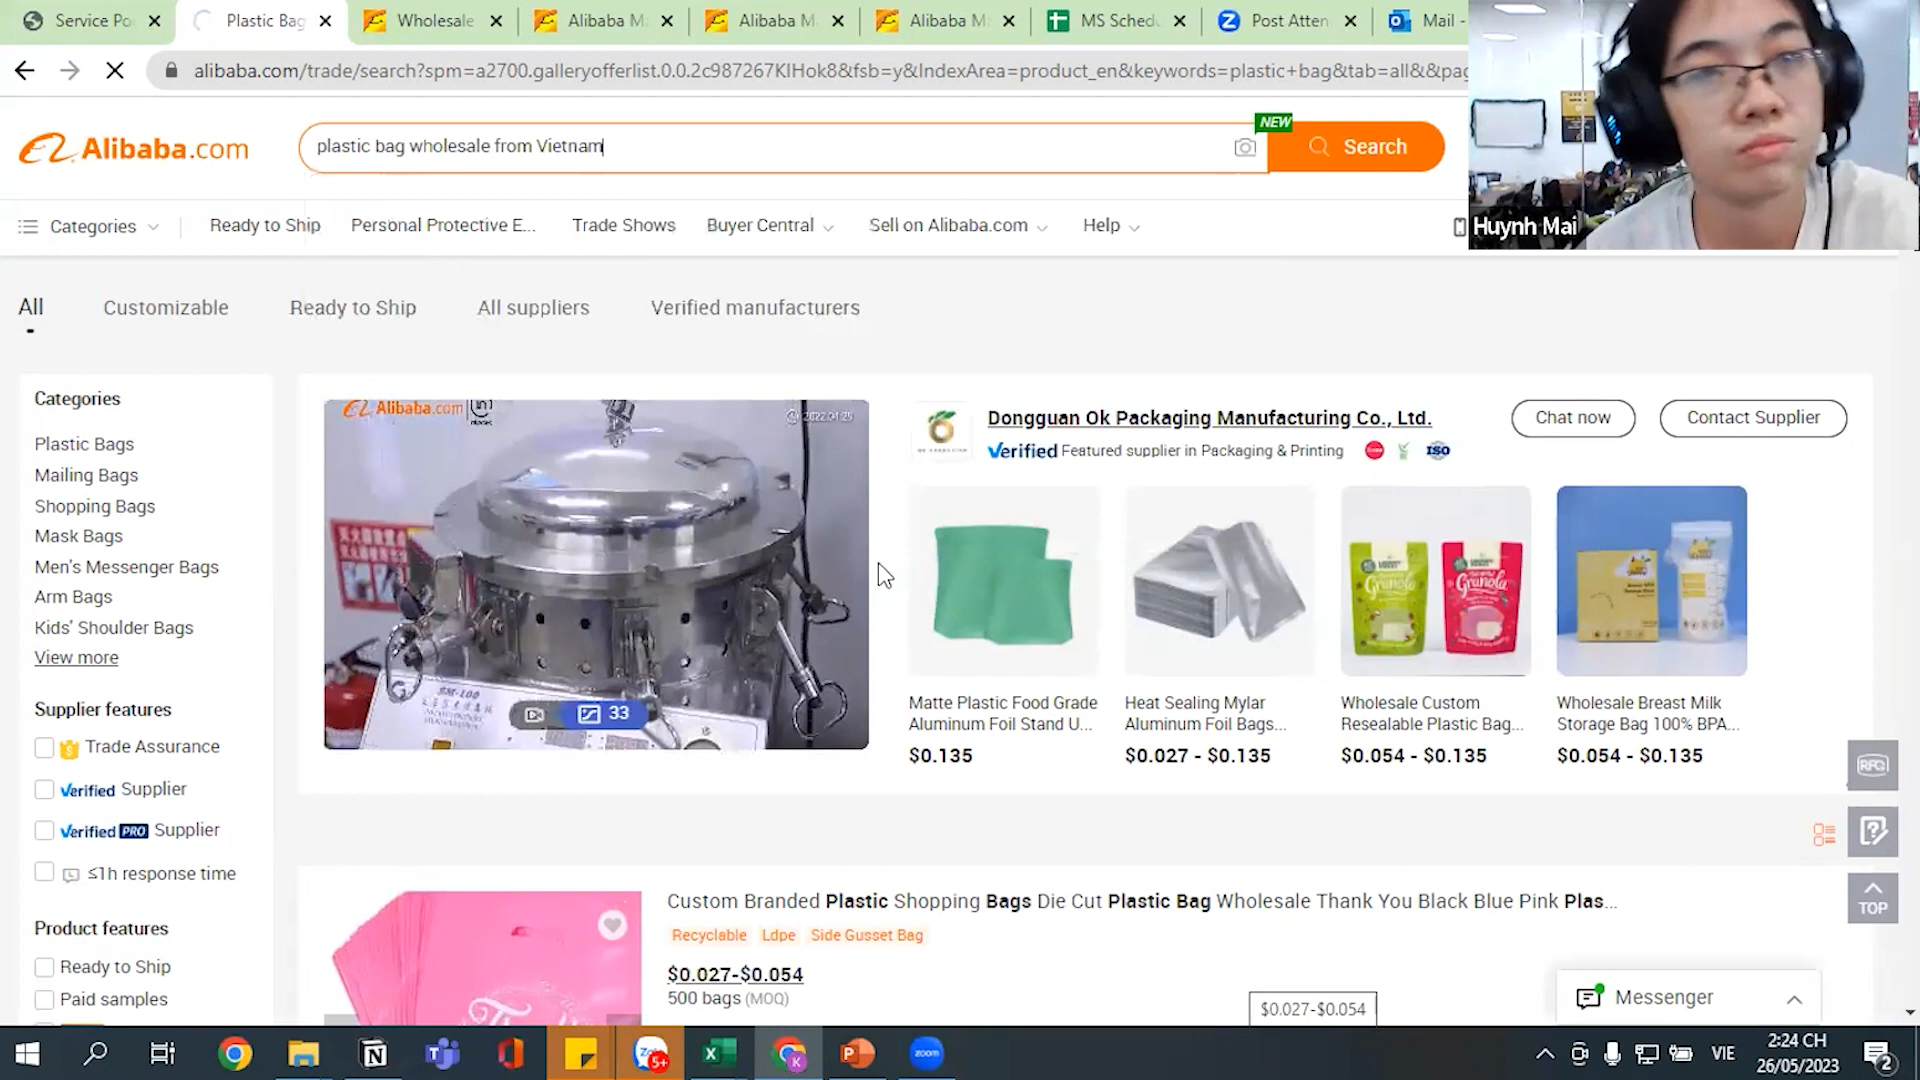 Service Po
Plastic Bag
Wholesale
Alibaba M
Alibaba M
Alibaba M
MS Sched
Post Atten
Mail -
alibaba.com/trade/search?spm=a2700.galleryofferlist.0.0.2c987267KIHok8&fsb=y&IndexArea=product_en&keywords=plastic+bag&tab=all&&pag
Alibaba.com
plastic bag wholesale from Vietnam
NEW
Search
Huynh Mai
Categories
Ready to Ship
Personal Protective E...
Trade Shows
Buyer Central
Sell on Alibaba.com
Help
All
Customizable
Ready to Ship
All suppliers
Verified manufacturers
Categories
Plastic Bags
Mailing Bags
Shopping Bags
Mask Bags
Men's Messenger Bags
Arm Bags
Kids' Shoulder Bags
View more
Supplier features
Trade Assurance
Verified Supplier
Verified PRO Supplier
≤1h response time
Product features
Ready to Ship
Paid samples
Alibaba.com
2022.04.25
33
Dongguan Ok Packaging Manufacturing Co., Ltd.
Verified Featured supplier in Packaging & Printing
ISO
Chat now
Contact Supplier
Granola
Granola
Matte Plastic Food Grade
Aluminum Foil Stand U...
$0.135
Heat Sealing Mylar
Aluminum Foil Bags...
$0.027 - $0.135
Wholesale Custom
Resealable Plastic Bag...
$0.054 - $0.135
Wholesale Breast Milk
Storage Bag 100% BPA...
$0.054 - $0.135
RFQ
TOP
Custom Branded Plastic Shopping Bags Die Cut Plastic Bag Wholesale Thank You Black Blue Pink Plas...
Recyclable
Ldpe
Side Gusset Bag
$0.027-$0.054
500 bags (MOQ)
$0.027-$0.054
Messenger
5+
zoom
VIE
2:24 CH
26/05/2023
2